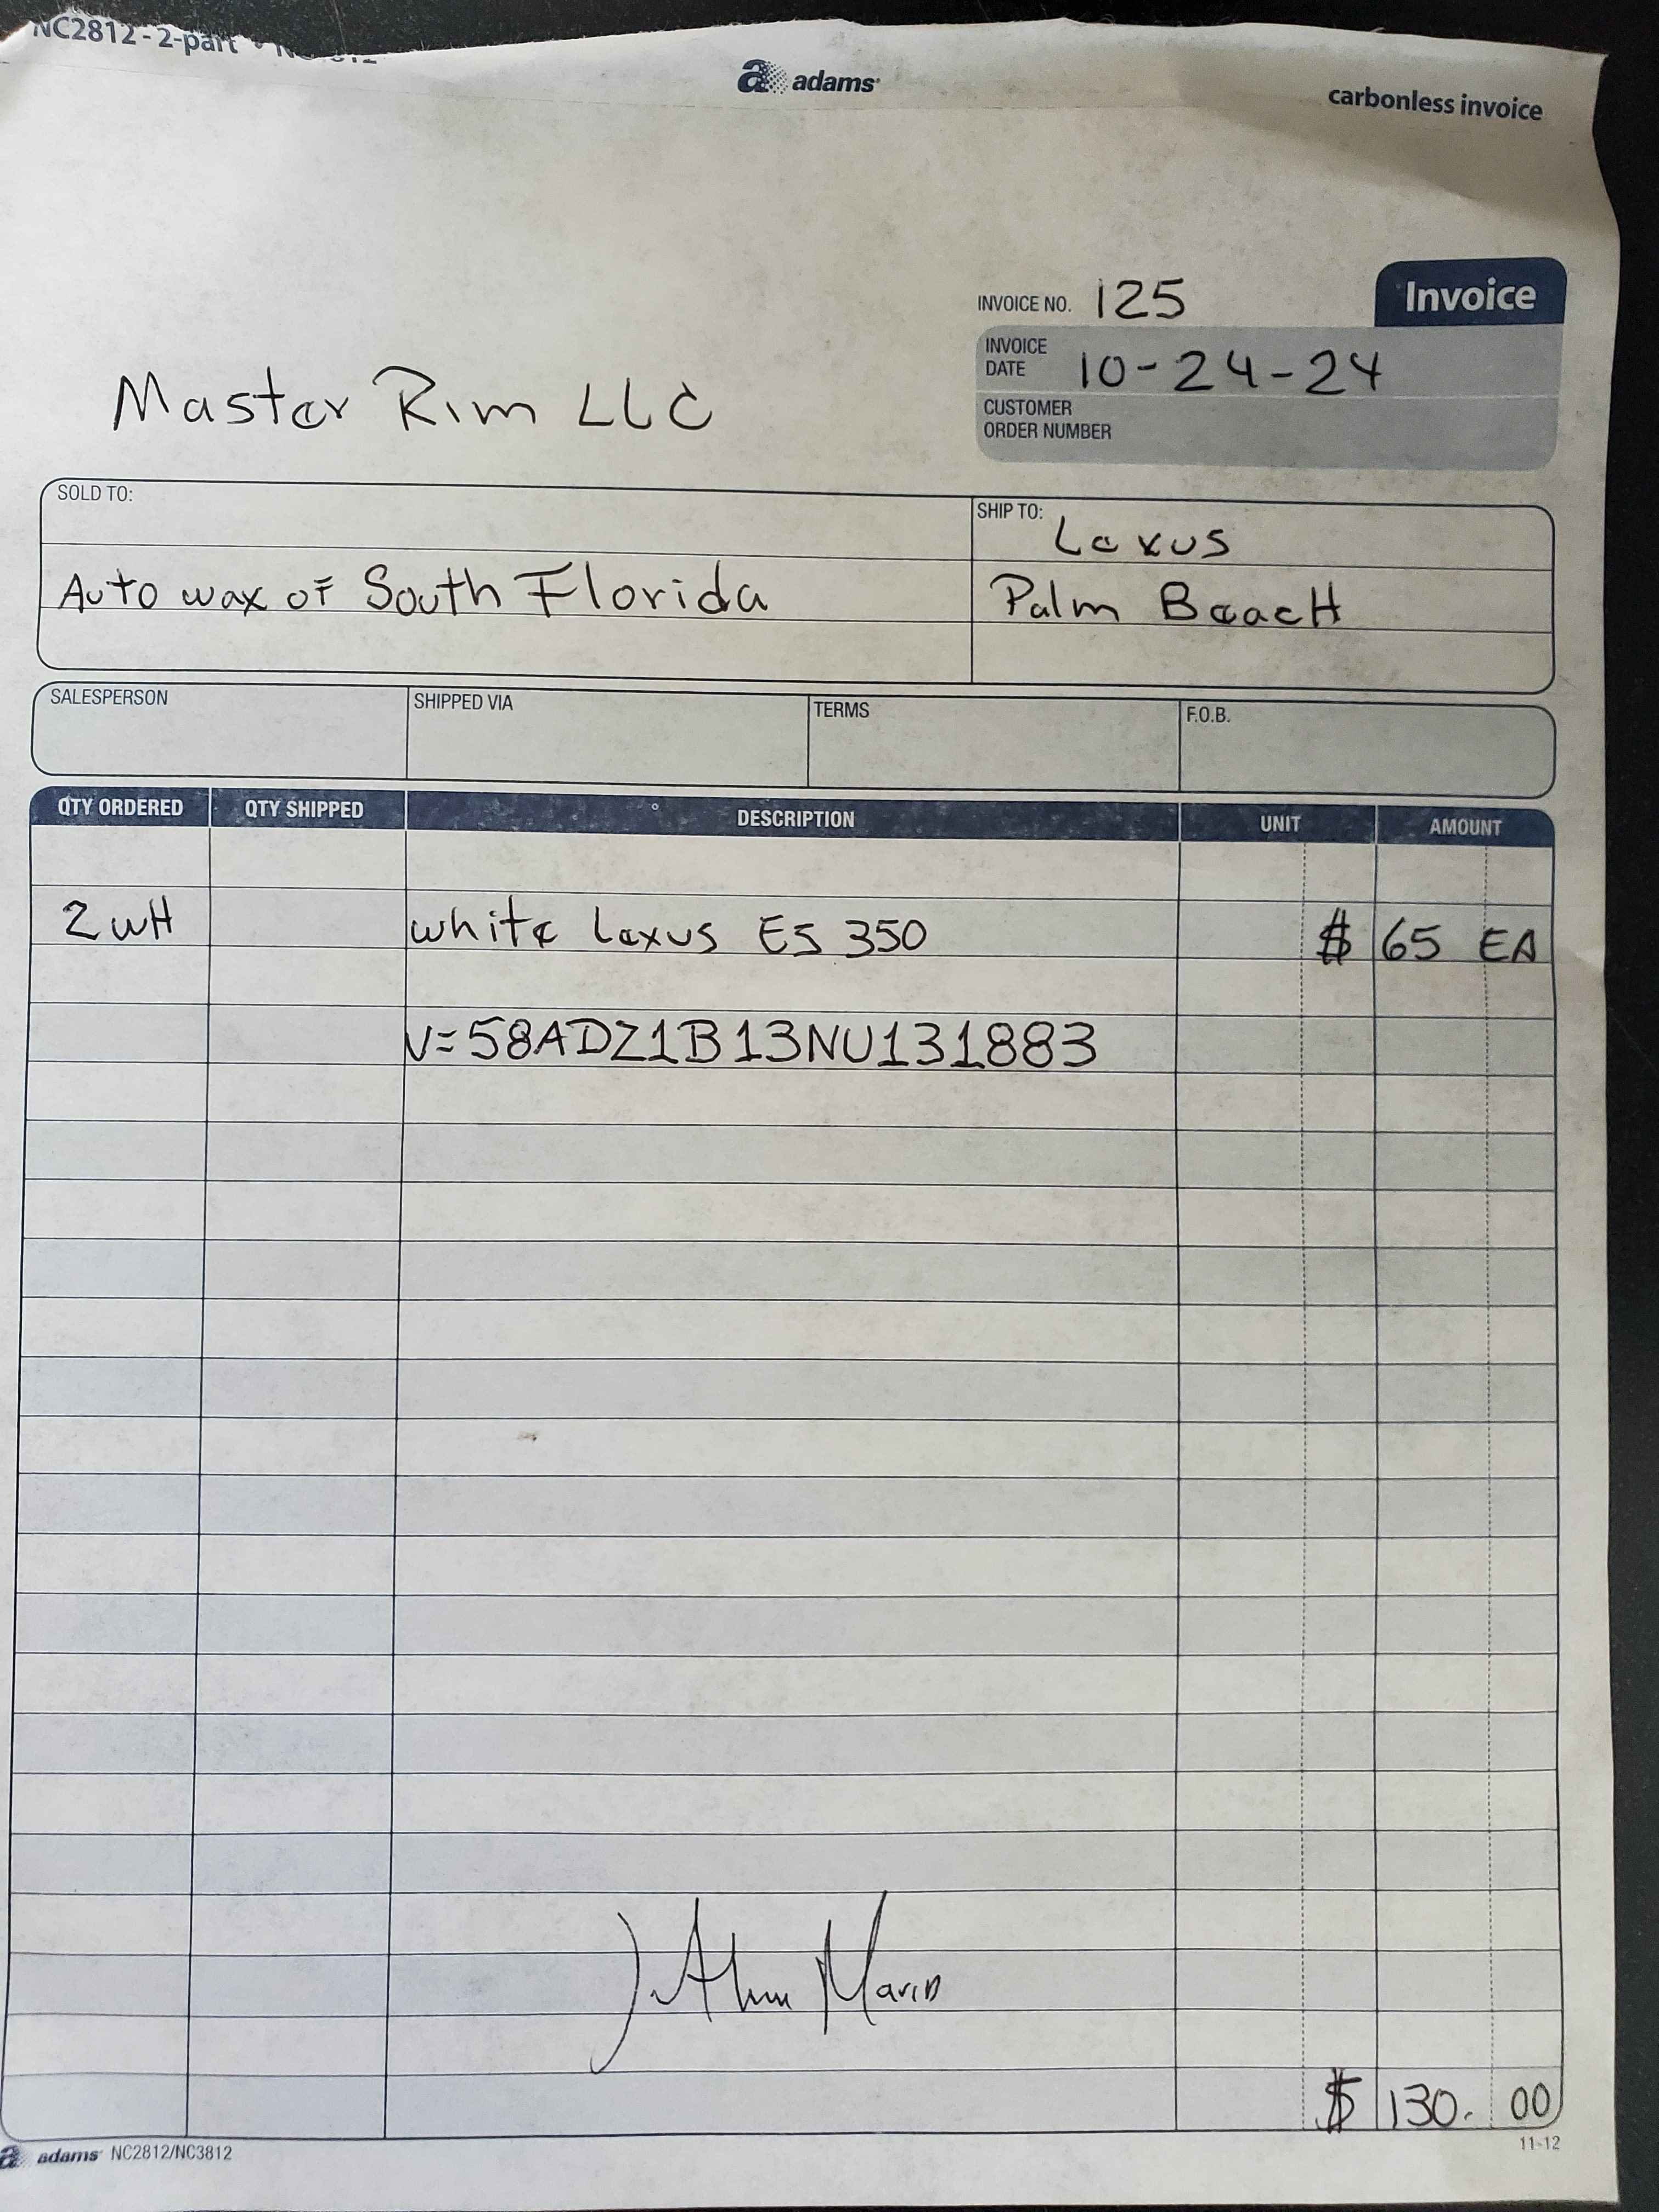 NC2812 - 2-part
adams
carbonless invoice
INVOICE NO. 125
Invoice
INVOICE DATE 10-24-24
CUSTOMER ORDER NUMBER
Master Rim LLC
SOLD TO:
Auto wax of South Florida
SHIP TO: Lexus
Palm BeacH
SALESPERSON SHIPPED VIA TERMS F.O.B.
QTY ORDERED QTY SHIPPED DESCRIPTION UNIT AMOUNT
2 WH white Lexus ES 350 $ 65 EA
V=58ADZ1B13NU131883
$ 130. 00
adams NC2812/NC3812
11-12